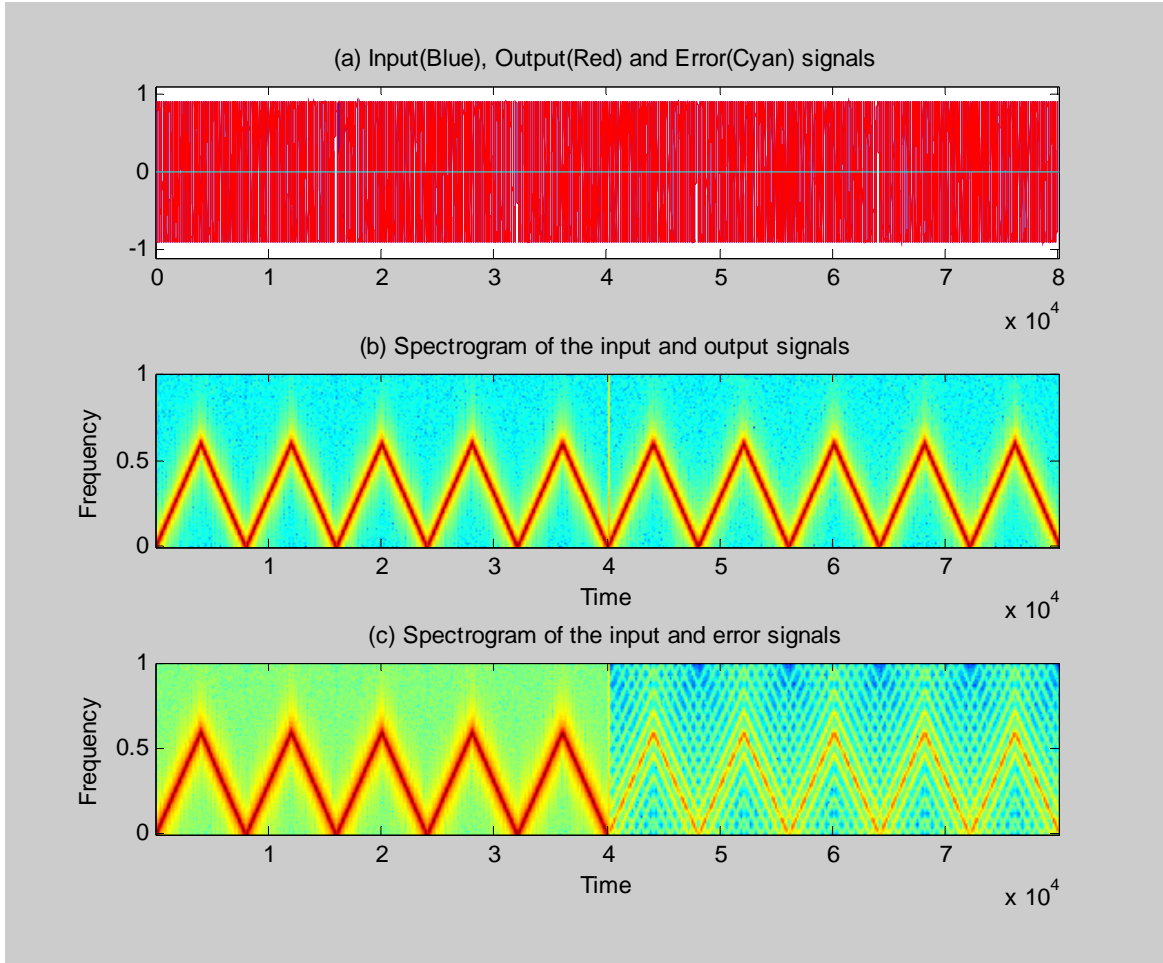 (a) Input(Blue), Output(Red) and Error(Cyan) signals
1
0
-1
0 1 2 3 4 5 6 7 8
x 10^4
(b) Spectrogram of the input and output signals
1
0.5
0
Frequency
1 2 3 4 5 6 7
Time
x 10^4
(c) Spectrogram of the input and error signals
1
0.5
0
Frequency
1 2 3 4 5 6 7
Time
x 10^4